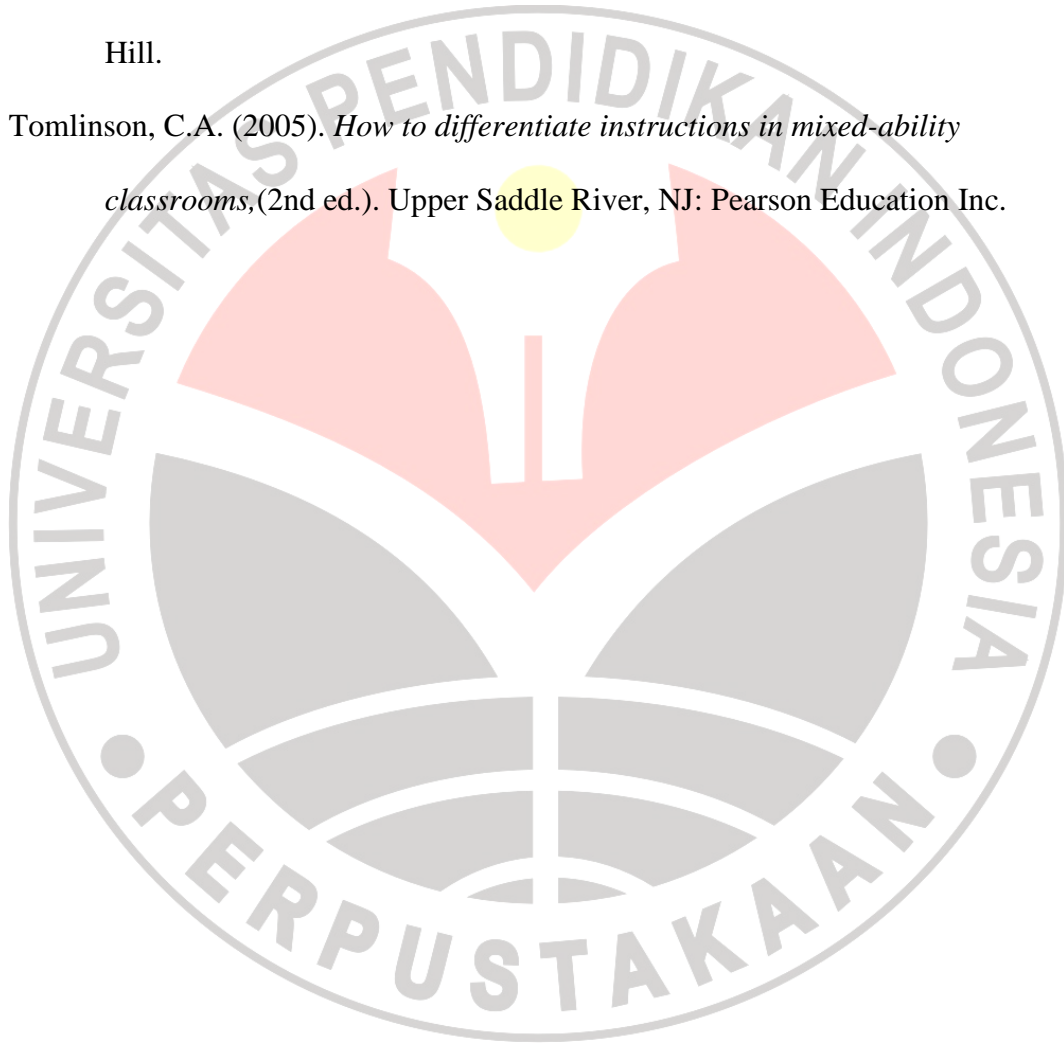 Hill.
Tomlinson, C.A. (2005). How to differentiate instructions in mixed-ability
classrooms,(2nd ed.). Upper Saddle River, NJ: Pearson Education Inc.
UNIVERSITAS PENDIDIKAN INDONESIA
PERPUSTAKAAN